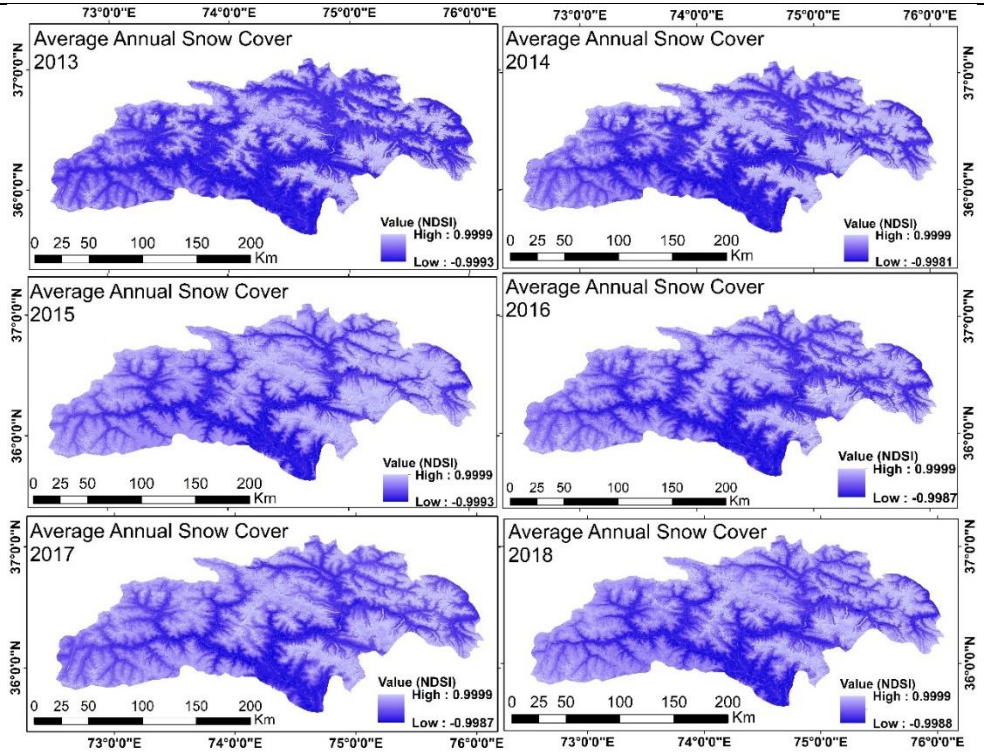 73°0'0"E 74°0'0"E 75°0'0"E 76°0'0"E 73°0'0"E 74°0'0"E 75°0'0"E 76°0'0"E
Average Annual Snow Cover
2013
37°0'0"N
36°0'0"N
Value (NDSI)
High : 0.9999
Low : -0.9993
0 25 50 100 150 200
Km
Average Annual Snow Cover
2014
37°0'0"N
36°0'0"N
Value (NDSI)
High : 0.9999
Low : -0.9981
0 25 50 100 150 200
Km
Average Annual Snow Cover
2015
37°0'0"N
36°0'0"N
Value (NDSI)
High : 0.9999
Low : -0.9993
0 25 50 100 150 200
Km
Average Annual Snow Cover
2016
37°0'0"N
36°0'0"N
Value (NDSI)
High : 0.9999
Low : -0.9987
0 25 50 100 150 200
Km
Average Annual Snow Cover
2017
37°0'0"N
36°0'0"N
Value (NDSI)
High : 0.9999
Low : -0.9987
0 25 50 100 150 200
Km
Average Annual Snow Cover
2018
37°0'0"N
36°0'0"N
Value (NDSI)
High : 0.9999
Low : -0.9988
0 25 50 100 150 200
Km
73°0'0"E 74°0'0"E 75°0'0"E 76°0'0"E 73°0'0"E 74°0'0"E 75°0'0"E 76°0'0"E